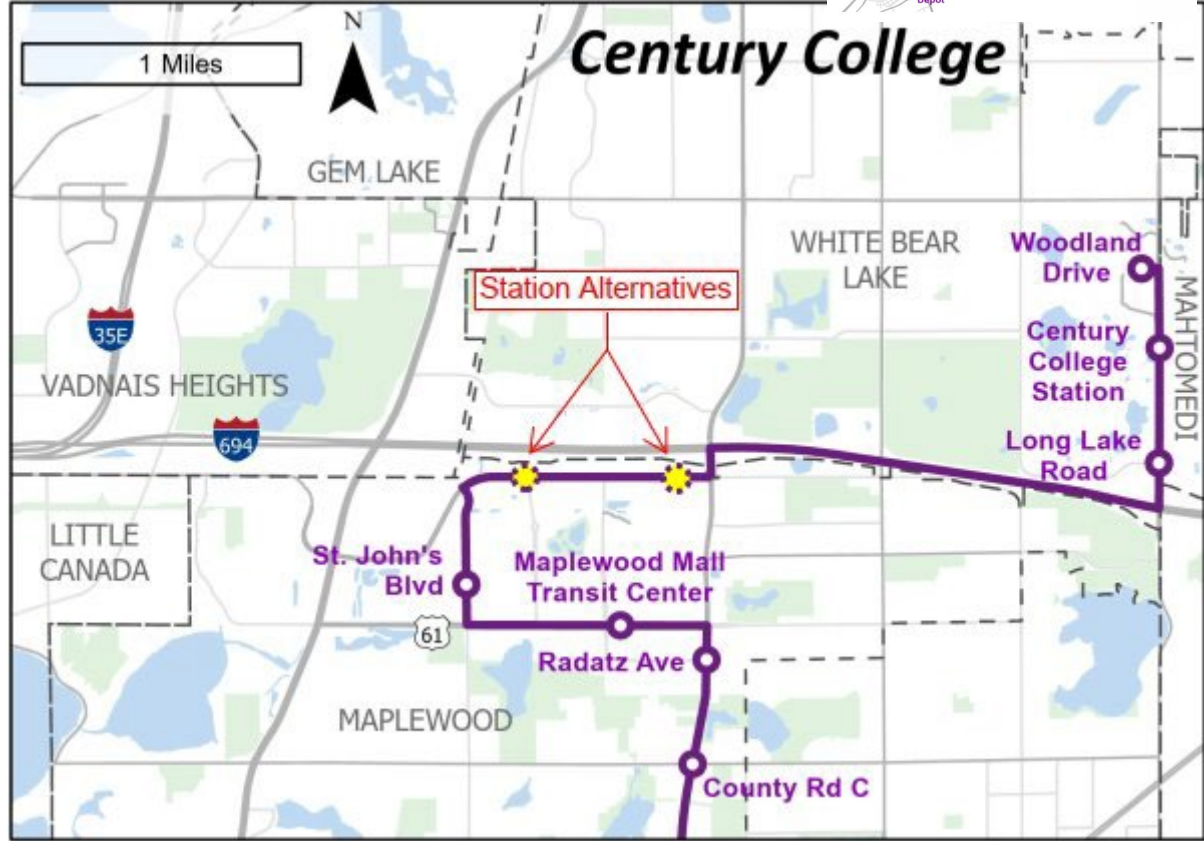 Depot
Century College
N
1 Miles
GEM LAKE
WHITE BEAR
LAKE
Woodland
Drive
MAHTOMEDI
Station Alternatives
35E
Century
College
Station
VADNAIS HEIGHTS
694
Long Lake
Road
LITTLE
CANADA
St. John's
Blvd
Maplewood Mall
Transit Center
61
Radatz Ave
MAPLEWOOD
County Rd C